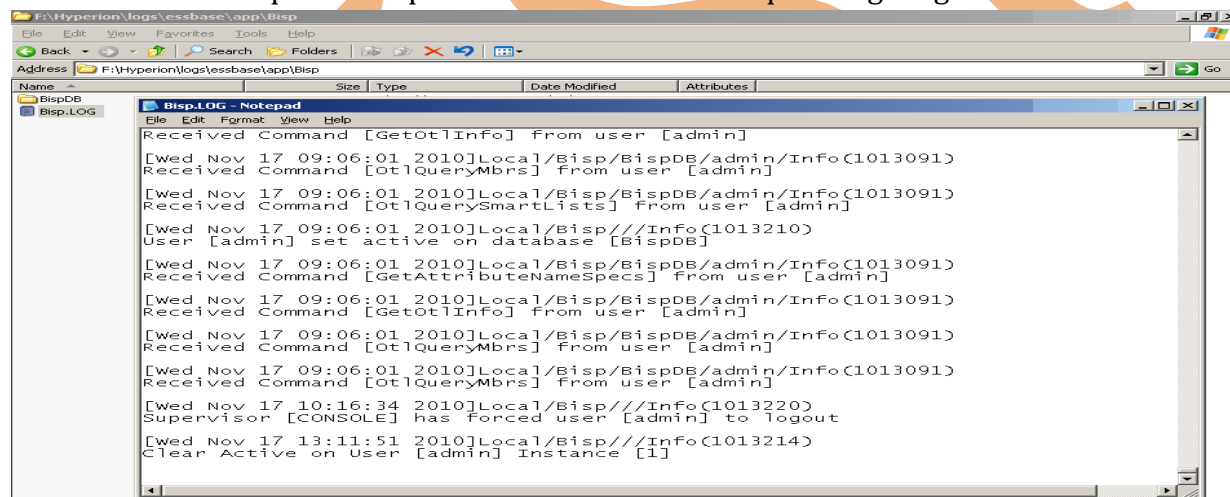 F:\Hyperion\logs\essbase\app\Bisp
File Edit View Favorites Tools Help
Back Search Folders
Address F:\Hyperion\logs\essbase\app\Bisp Go
Name Size Type Date Modified Attributes
BispDB
Bisp.LOG
Bisp.LOG - Notepad
File Edit Format View Help
Received Command [GetOtlInfo] from user [admin]
[Wed Nov 17 09:06:01 2010]Local/Bisp/BispDB/admin/Info(1013091)
Received Command [OtlQueryMbrs] from user [admin]
[Wed Nov 17 09:06:01 2010]Local/Bisp/BispDB/admin/Info(1013091)
Received Command [OtlQuerySmartLists] from user [admin]
[Wed Nov 17 09:06:01 2010]Local/Bisp///Info(1013210)
User [admin] set active on database [BispDB]
[Wed Nov 17 09:06:01 2010]Local/Bisp/BispDB/admin/Info(1013091)
Received Command [GetAttributeNameSpecs] from user [admin]
[Wed Nov 17 09:06:01 2010]Local/Bisp/BispDB/admin/Info(1013091)
Received Command [GetOtlInfo] from user [admin]
[Wed Nov 17 09:06:01 2010]Local/Bisp/BispDB/admin/Info(1013091)
Received Command [OtlQueryMbrs] from user [admin]
[Wed Nov 17 09:06:01 2010]Local/Bisp/BispDB/admin/Info(1013091)
Received Command [OtlQueryMbrs] from user [admin]
[Wed Nov 17 10:16:34 2010]Local/Bisp///Info(1013220)
Supervisor [CONSOLE] has forced user [admin] to logout
[Wed Nov 17 13:11:51 2010]Local/Bisp///Info(1013214)
Clear Active on User [admin] Instance [1]